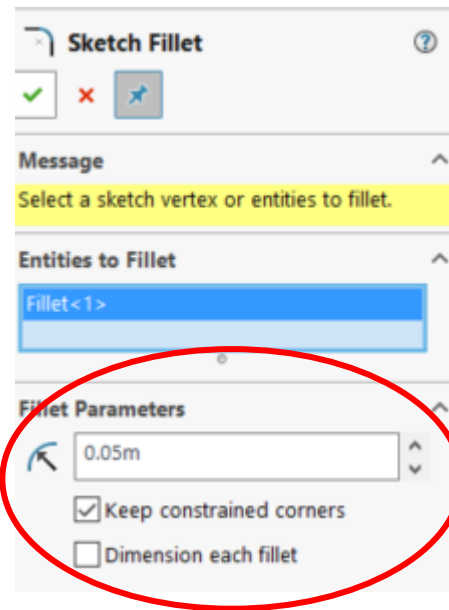 Sketch Fillet
Message
Select a sketch vertex or entities to fillet.
Entities to Fillet
Fillet<1>
Fillet Parameters
0.05m
Keep constrained corners
Dimension each fillet